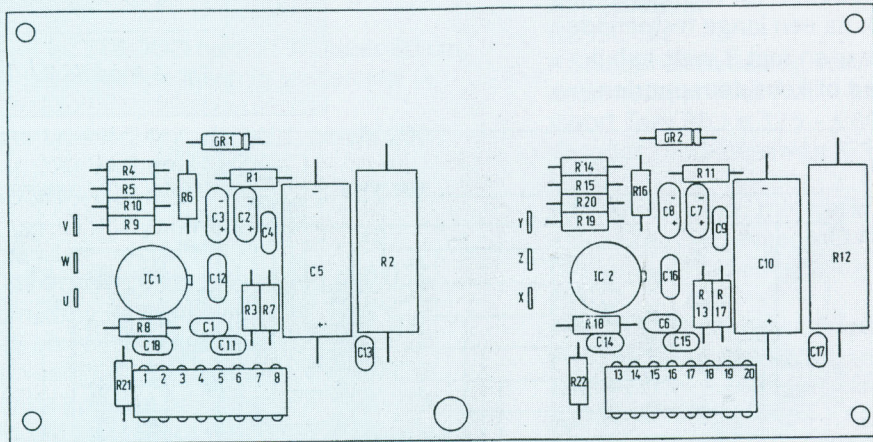 GR1
GR2
R4
R5
R10
R9
R6
R1
C3
C2
C4
+
+
-
-
C5
-
+
R2
V
W
U
IC1
C12
R3
R7
R8
C1
C18
C11
C13
R21
1 2 3 4 5 6 7 8
R14
R15
R20
R19
R16
R11
C8
C7
C9
+
+
-
-
C10
-
+
R12
Y
Z
X
IC 2
C16
R 13
R 17
R18
C6
C14
C15
C17
R22
13 14 15 16 17 18 19 20